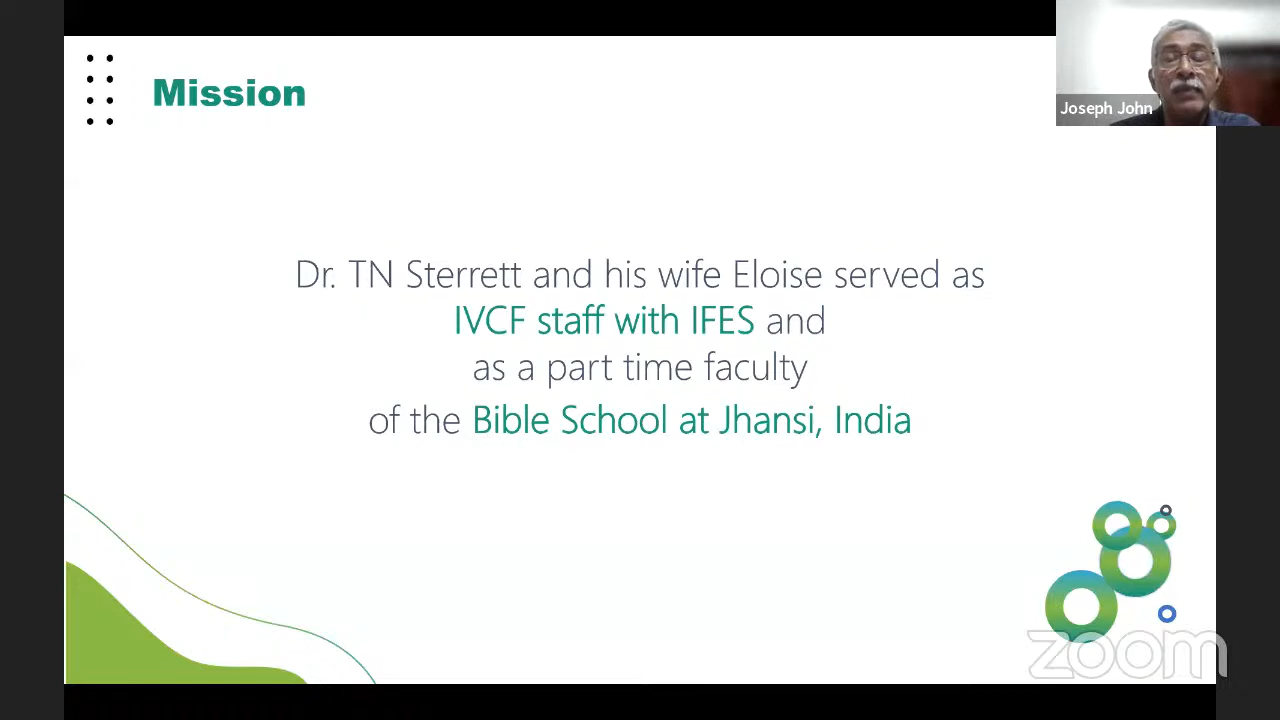 Mission
Joseph John
Dr. TN Sterrett and his wife Eloise served as
IVCF staff with IFES and
as a part time faculty
of the Bible School at Jhansi, India
zoom